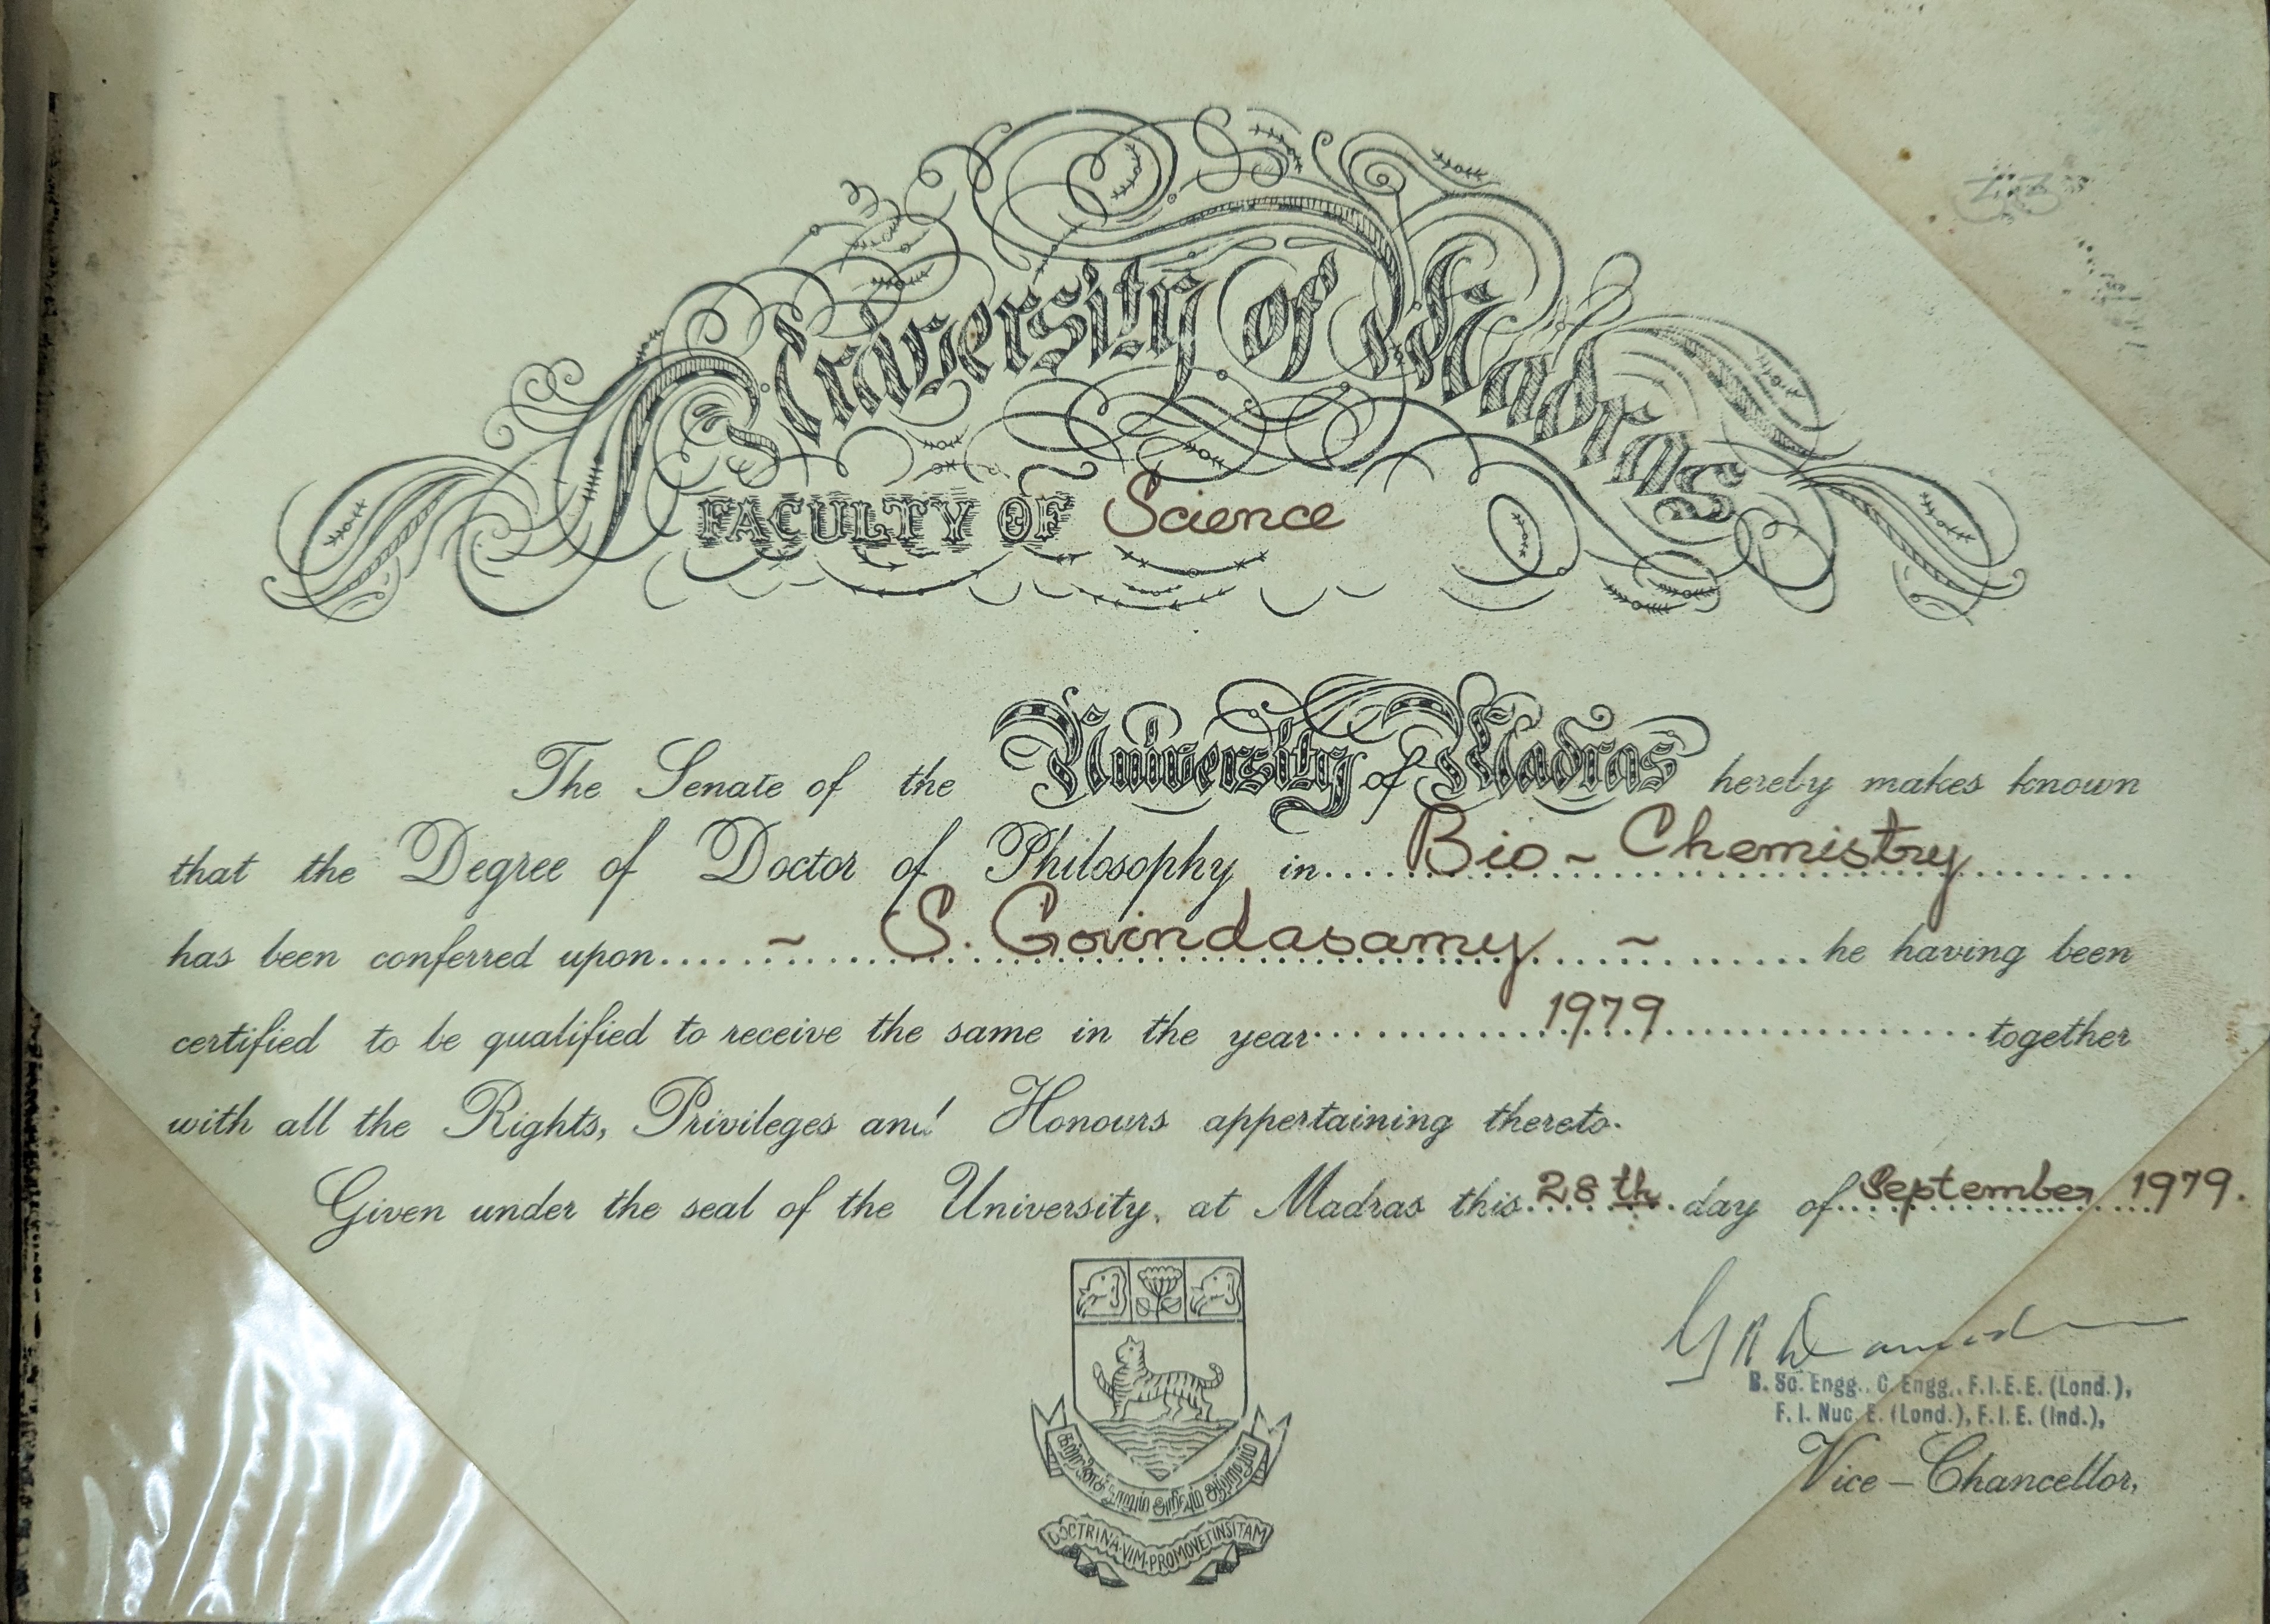 University of Madras
FACULTY OF Science
The Senate of the University of Madras hereby makes known
that the Degree of Doctor of Philosophy in.... Bio - Chemistry
has been conferred upon.... ~ S. Govindasamy ~ .... he having been
certified to be qualified to receive the same in the year.... 1979 .... together
with all the Rights, Privileges and Honours appertaining thereto.
Given under the seal of the University, at Madras this 28th day of September 1979.
B. Sc. Engg., C. Engg., F.I.E.E. (Lond.),
F. I. Nuc. E. (Lond.), F.I.E. (Ind.),
Vice-Chancellor,
DOCTRINA VIM PROMOVET INSITAM